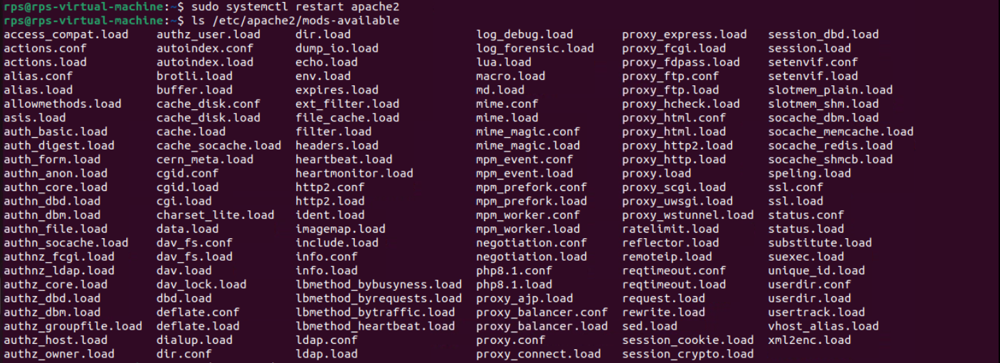 rps@rps-virtual-machine:~$ sudo systemctl restart apache2
rps@rps-virtual-machine:~$ ls /etc/apache2/mods-available
access_compat.load authz_user.load dir.load log_debug.load proxy_express.load session_dbd.load
actions.conf autoindex.conf dump_io.load log_forensic.load proxy_fcgi.load session.load
actions.load autoindex.load echo.load lua.load proxy_fdpass.load setenvif.conf
alias.conf brotli.load env.load macro.load proxy_ftp.conf setenvif.load
alias.load buffer.load expires.load md.load proxy_ftp.load slotmem_plain.load
allowmethods.load cache_disk.conf ext_filter.load mime.conf proxy_hcheck.load slotmem_shm.load
asis.load cache_disk.load file_cache.load mime.load proxy_html.conf socache_dbm.load
auth_basic.load cache.load filter.load mime_magic.conf proxy_html.load socache_memcache.load
auth_digest.load cache_socache.load headers.load mime_magic.load proxy_http2.load socache_redis.load
auth_form.load cern_meta.load heartbeat.load mpm_event.conf proxy_http.load socache_shmcb.load
authn_anon.load cgid.conf heartmonitor.load mpm_event.load proxy.load speling.load
authn_core.load cgid.load http2.conf mpm_prefork.conf proxy_scgi.load ssl.conf
authn_dbd.load cgi.load http2.load mpm_prefork.load proxy_uwsgi.load ssl.load
authn_dbm.load charset_lite.load ident.load mpm_worker.conf proxy_wstunnel.load status.conf
authn_file.load data.load imagemap.load mpm_worker.load ratelimit.load status.load
authn_socache.load dav_fs.conf include.load negotiation.conf reflector.load substitute.load
authnz_fcgi.load dav_fs.load info.conf negotiation.load remoteip.load suexec.load
authnz_ldap.load dav.load info.load php8.1.conf reqtimeout.conf unique_id.load
authz_core.load dav_lock.load lbmethod_bybusyness.load php8.1.load reqtimeout.load userdir.conf
authz_dbd.load dbd.load lbmethod_byrequests.load proxy_ajp.load request.load userdir.load
authz_dbm.load deflate.conf lbmethod_bytraffic.load proxy_balancer.conf rewrite.load usertrack.load
authz_groupfile.load deflate.load lbmethod_heartbeat.load proxy_balancer.load sed.load vhost_alias.load
authz_host.load dialup.load ldap.conf proxy.conf session_cookie.load xml2enc.load
authz_owner.load dir.conf ldap.load proxy_connect.load session_crypto.load